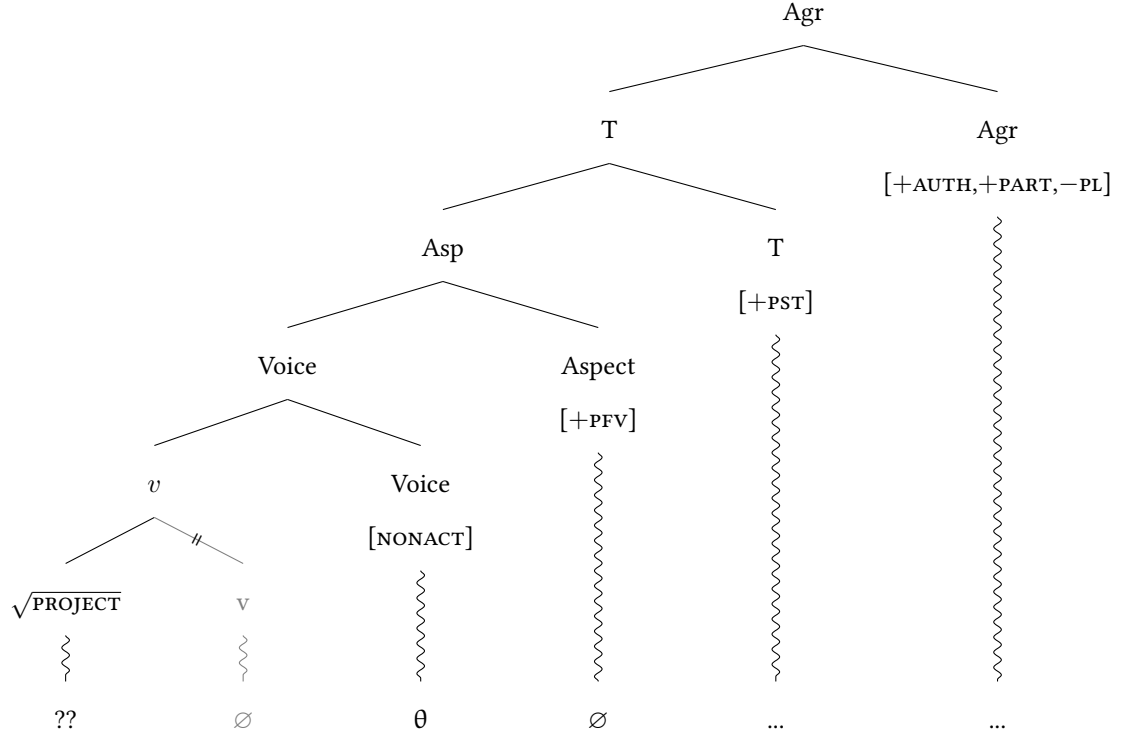 Agr
T Agr
[+AUTH,+PART,−PL]
Asp T
[+PST]
Voice Aspect
[+PFV]
v Voice
[NONACT]
√PROJECT v
?? ∅ θ ∅ ... ...